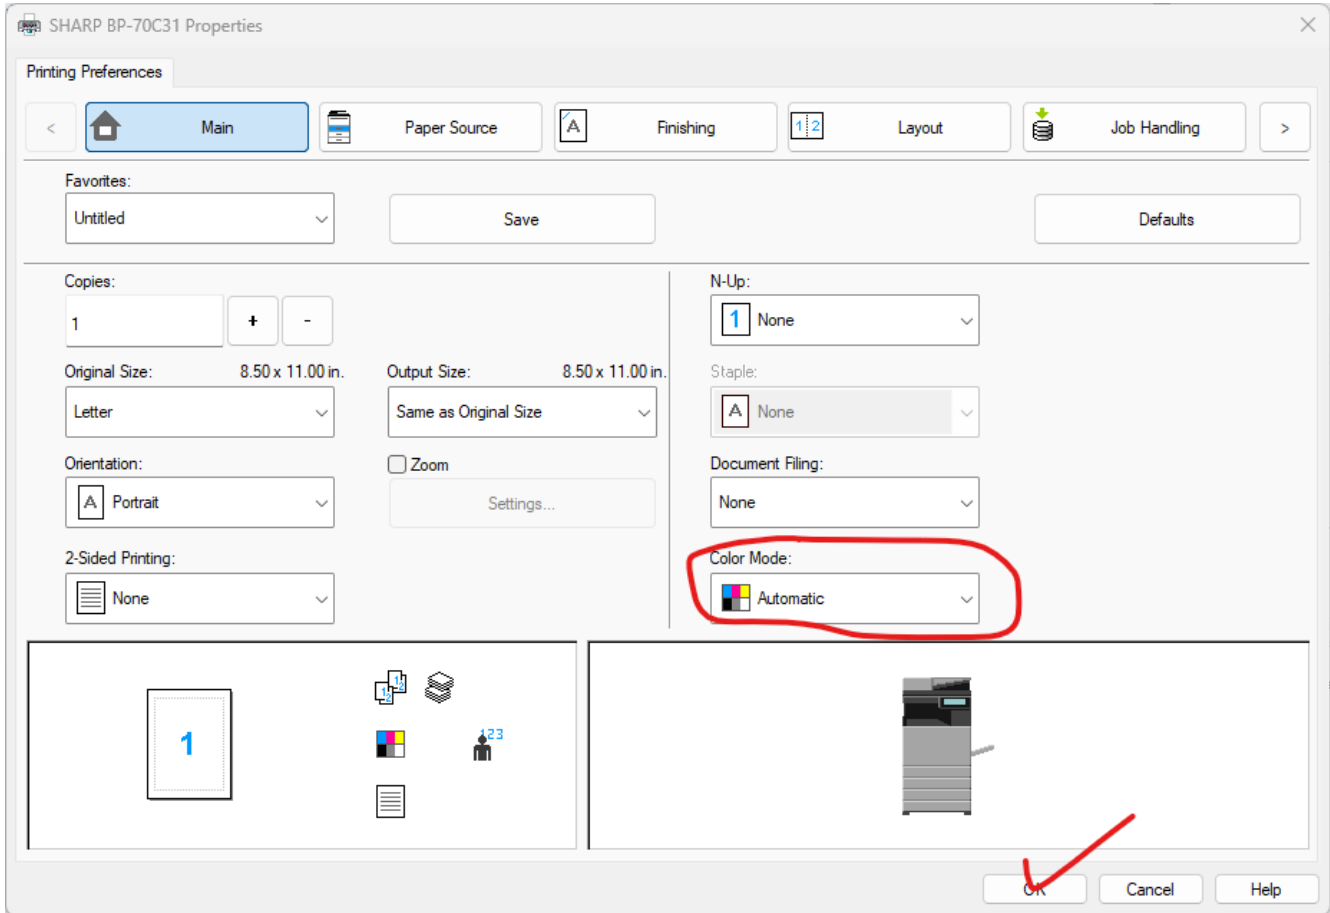 SHARP BP-70C31 Properties
Printing Preferences
< Main Paper Source Finishing Layout Job Handling >
Favorites:
Untitled Save Defaults
Copies: N-Up:
1 + - 1 None
Original Size: 8.50 x 11.00 in. Output Size: 8.50 x 11.00 in. Staple:
Letter Same as Original Size A None
Orientation: Zoom Document Filing:
A Portrait Settings... None
2-Sided Printing: Color Mode:
None Automatic
1
123
OK Cancel Help